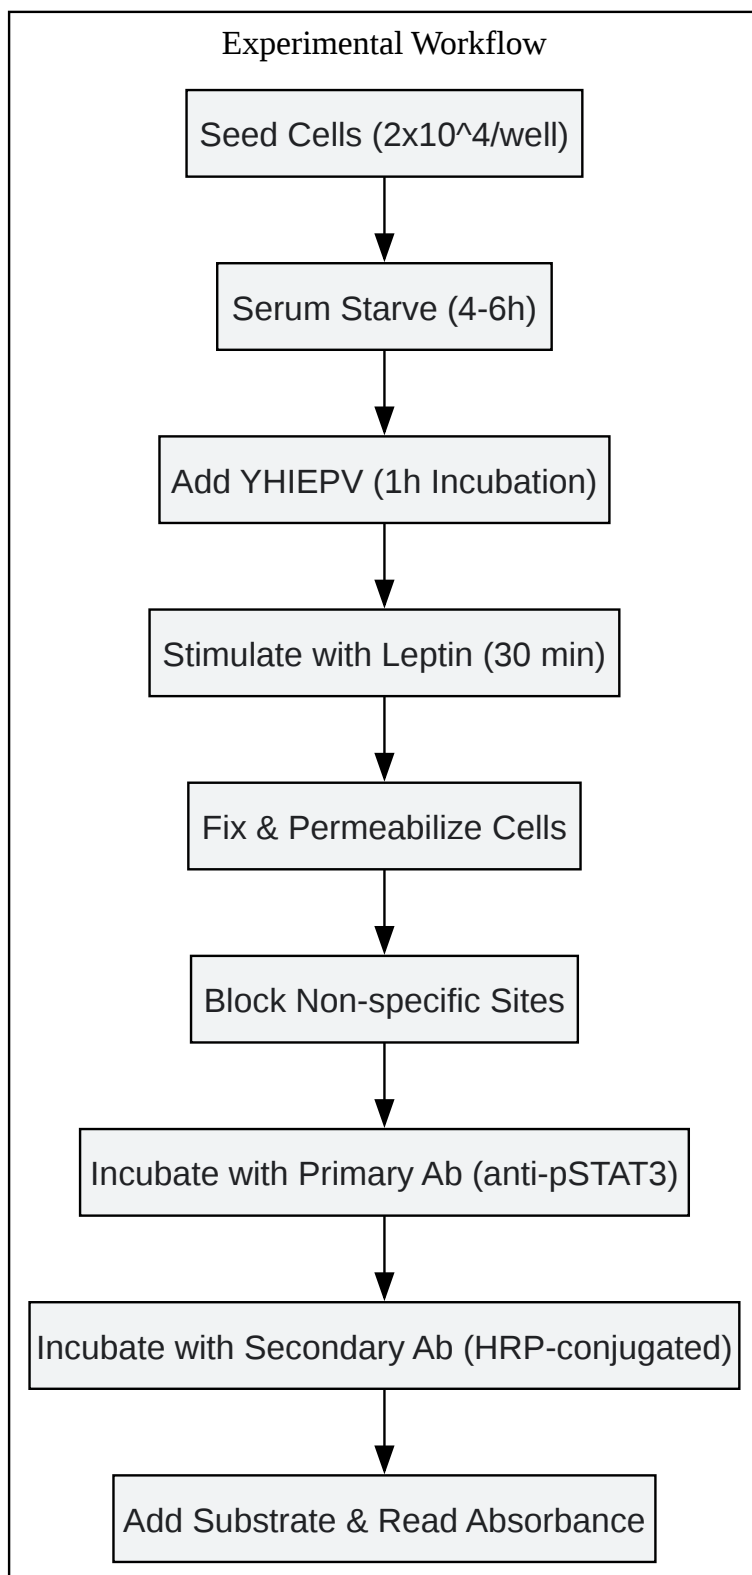 Experimental Workflow
Seed Cells (2x10^4/well)
Serum Starve (4-6h)
Add YHIEPV (1h Incubation)
Stimulate with Leptin (30 min)
Fix & Permeabilize Cells
Block Non-specific Sites
Incubate with Primary Ab (anti-pSTAT3)
Incubate with Secondary Ab (HRP-conjugated)
Add Substrate & Read Absorbance